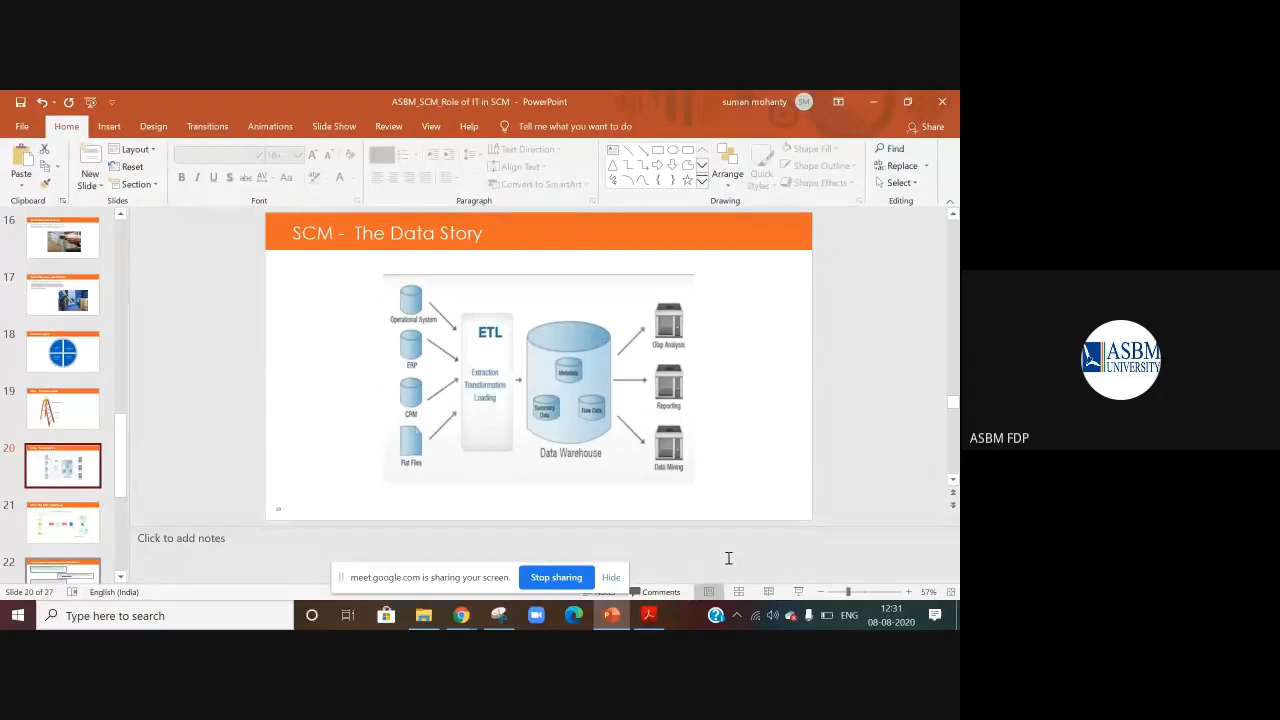 ASBM_SCM_Role of IT in SCM - PowerPoint
suman mohanty
SM
File Home Insert Design Transitions Animations Slide Show Review View Help Tell me what you want to do
Share
Paste
New
Slide
Layout
Reset
Section
18+
Text Direction
Align Text
Convert to SmartArt
Arrange
Quick
Styles
Shape Fill
Shape Outline
Shape Effects
Find
Replace
Select
Clipboard Slides Font Paragraph Drawing Editing
16
17
18
19
20
21
22
SCM - The Data Story
Operational System
ERP
CRM
Flat Files
ETL
Extraction
Transformation
Loading
Metadata
Summary
Data
Raw Data
Data Warehouse
Olap Analysis
Reporting
Data Mining
Click to add notes
meet.google.com is sharing your screen.
Stop sharing
Hide
Slide 20 of 27
English (India)
Notes
Comments
57%
Type here to search
ENG
12:31
08-08-2020
ASBM
UNIVERSITY
ASBM FDP